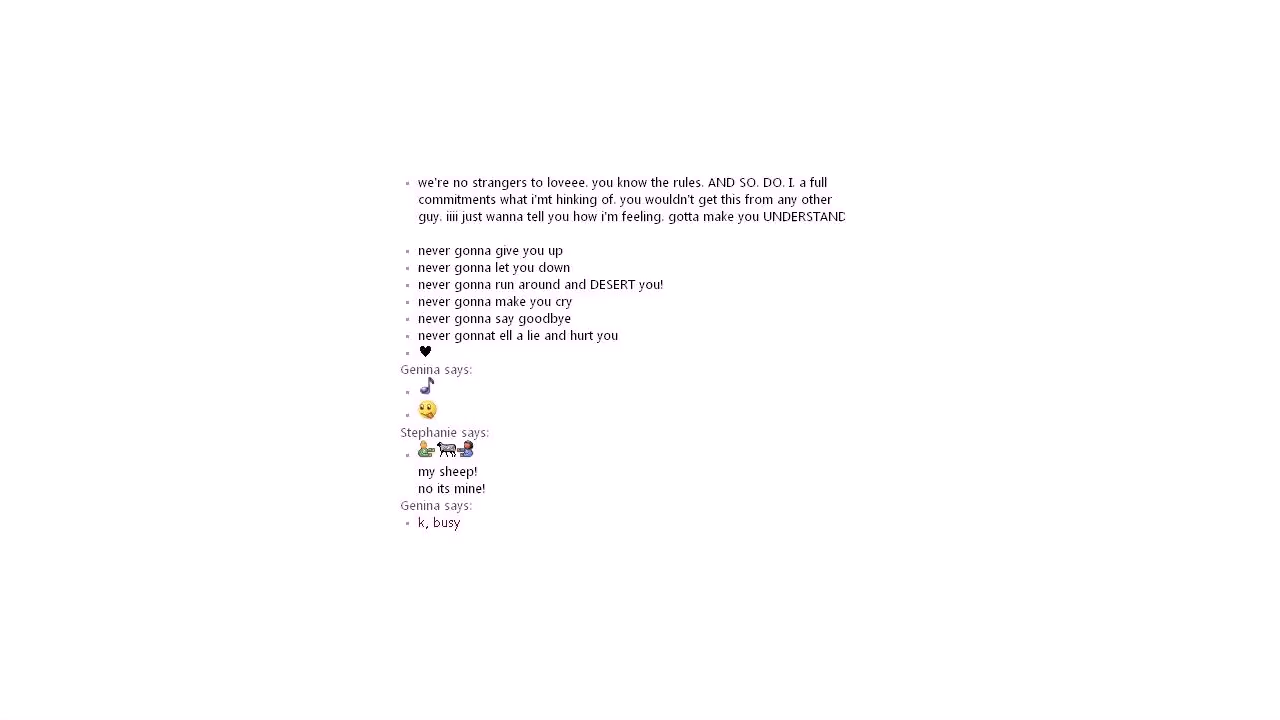 we're no strangers to loveee. you know the rules. AND SO. DO. I. a full
commitments what i'mt hinking of. you wouldn't get this from any other
guy. iiii just wanna tell you how i'm feeling. gotta make you UNDERSTAND
never gonna give you up
never gonna let you down
never gonna run around and DESERT you!
never gonna make you cry
never gonna say goodbye
never gonnat ell a lie and hurt you
Genina says:
Stephanie says:
my sheep!
no its mine!
Genina says:
k, busy